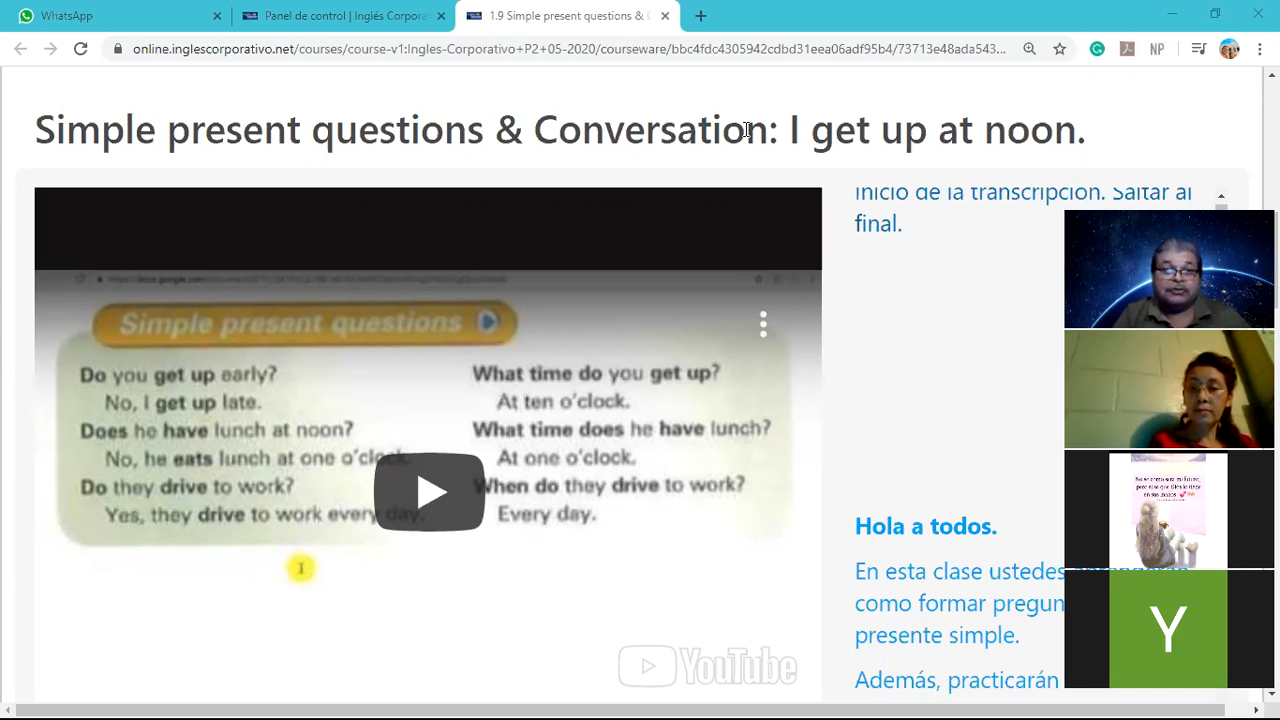 WhatsApp
Panel de control | Inglés Corpora
1.9 Simple present questions & C
online.inglescorporativo.net/courses/course-v1:Ingles-Corporativo+P2+05-2020/courseware/bbc4fdc4305942cdbd31eea06adf95b4/73713e48ada543...
NP
Simple present questions & Conversation: I get up at noon.
Inicio de la transcripción. Saltar al
final.
Simple present questions
Do you get up early?
No, I get up late.
Does he have lunch at noon?
No, he eats lunch at one o'clock.
Do they drive to work?
Yes, they drive to work every day.
What time do you get up?
At ten o'clock.
What time does he have lunch?
At one o'clock.
When do they drive to work?
Every day.
YouTube
Hola a todos.
En esta clase ustedes aprenderán
como formar pregun
presente simple.
Además, practicarán
Y